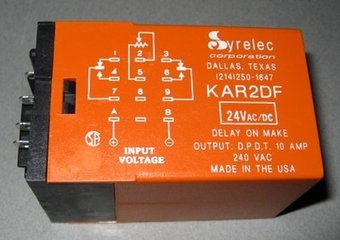 Syrelec
corporation
DALLAS, TEXAS
(214)250-1647
KAR2DF
24VAC/DC
DELAY ON MAKE
OUTPUT: D.P.D.T. 10 AMP
240 VAC
MADE IN THE USA
1 2 3
4 5 6
7 9
A B
INPUT
VOLTAGE